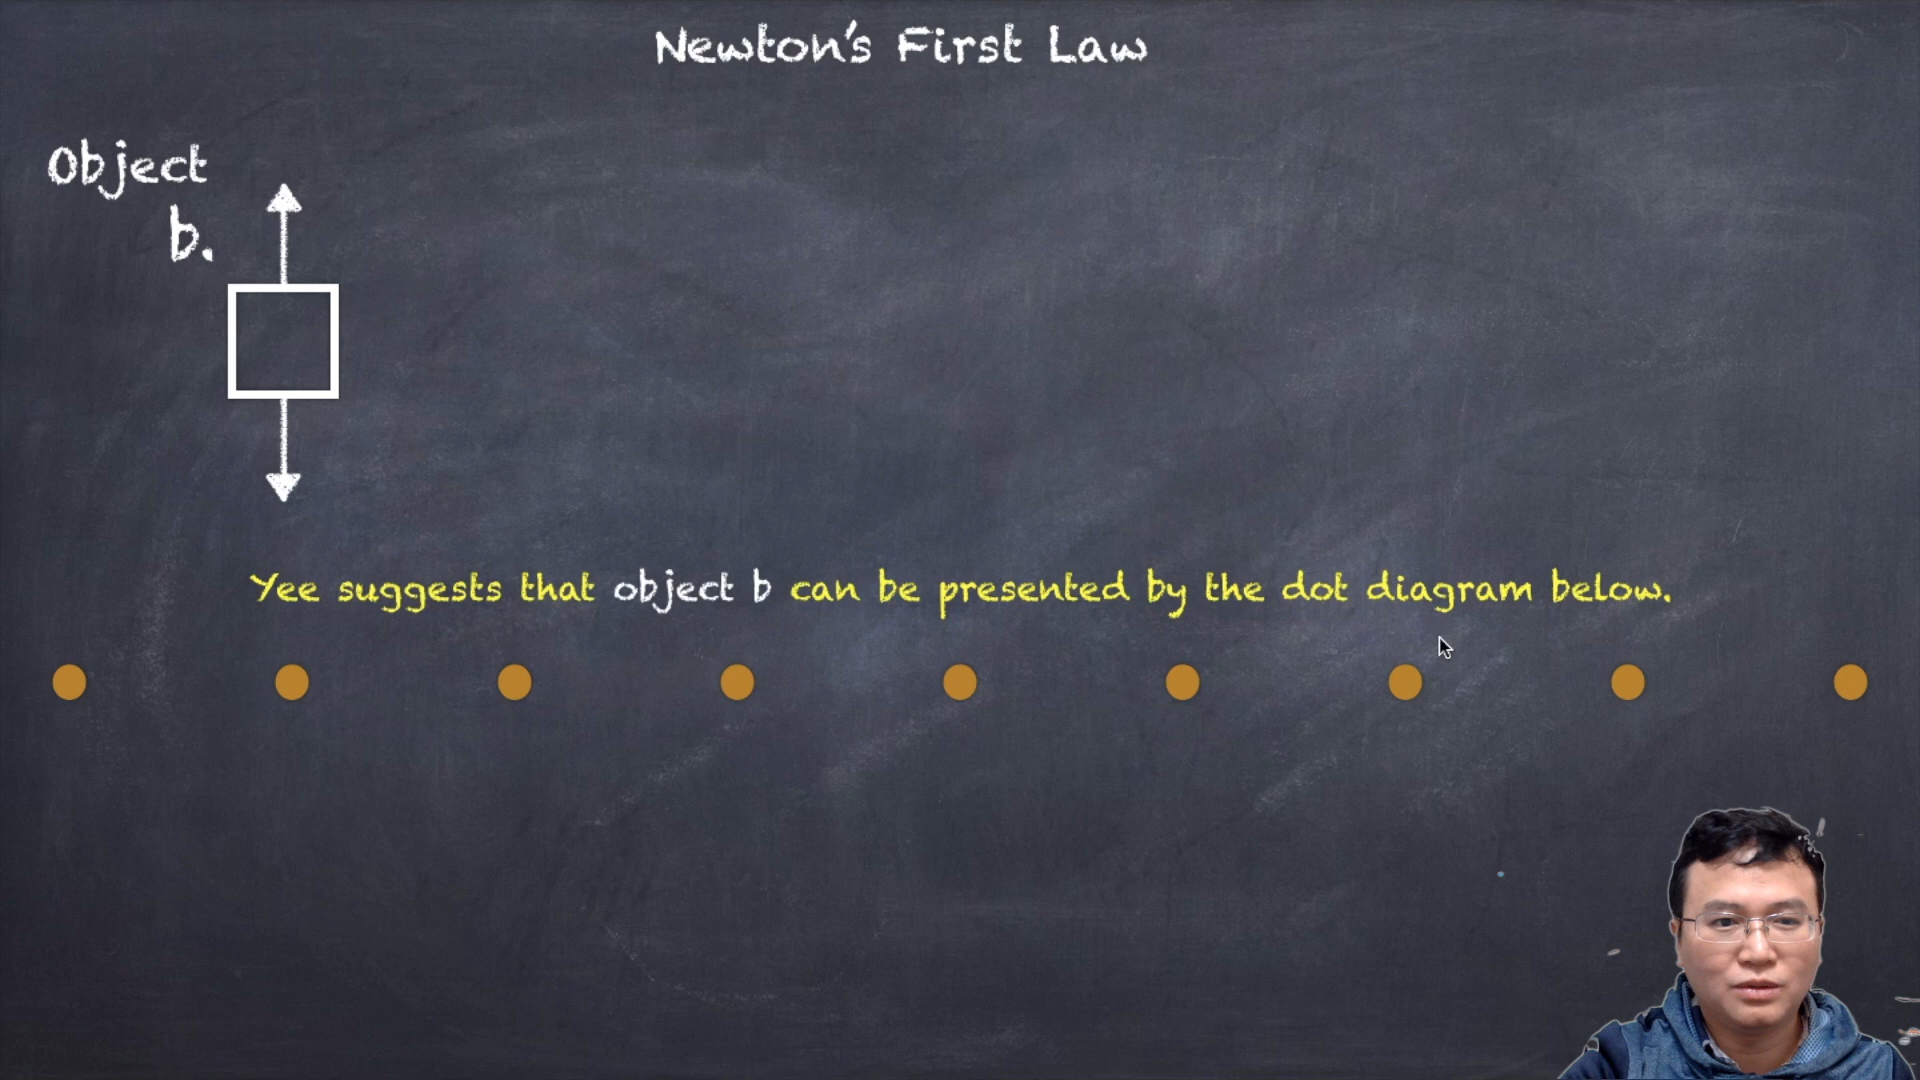 Newton's First Law
Object
b.
Yee suggests that object b can be presented by the dot diagram below.